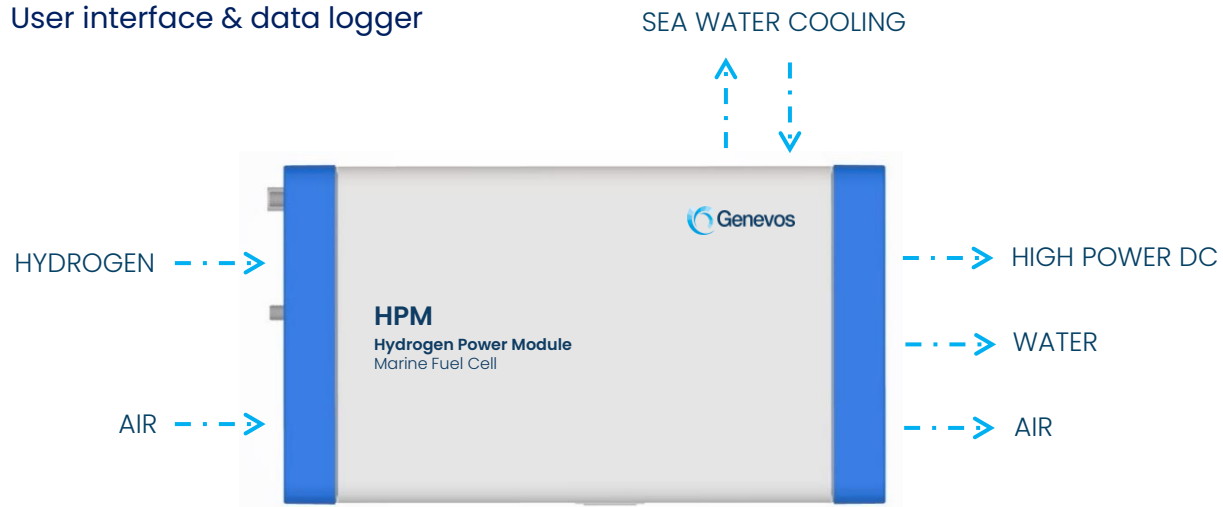 User interface & data logger
SEA WATER COOLING
Genevos
HYDROGEN
HIGH POWER DC
HPM
Hydrogen Power Module
Marine Fuel Cell
WATER
AIR
AIR